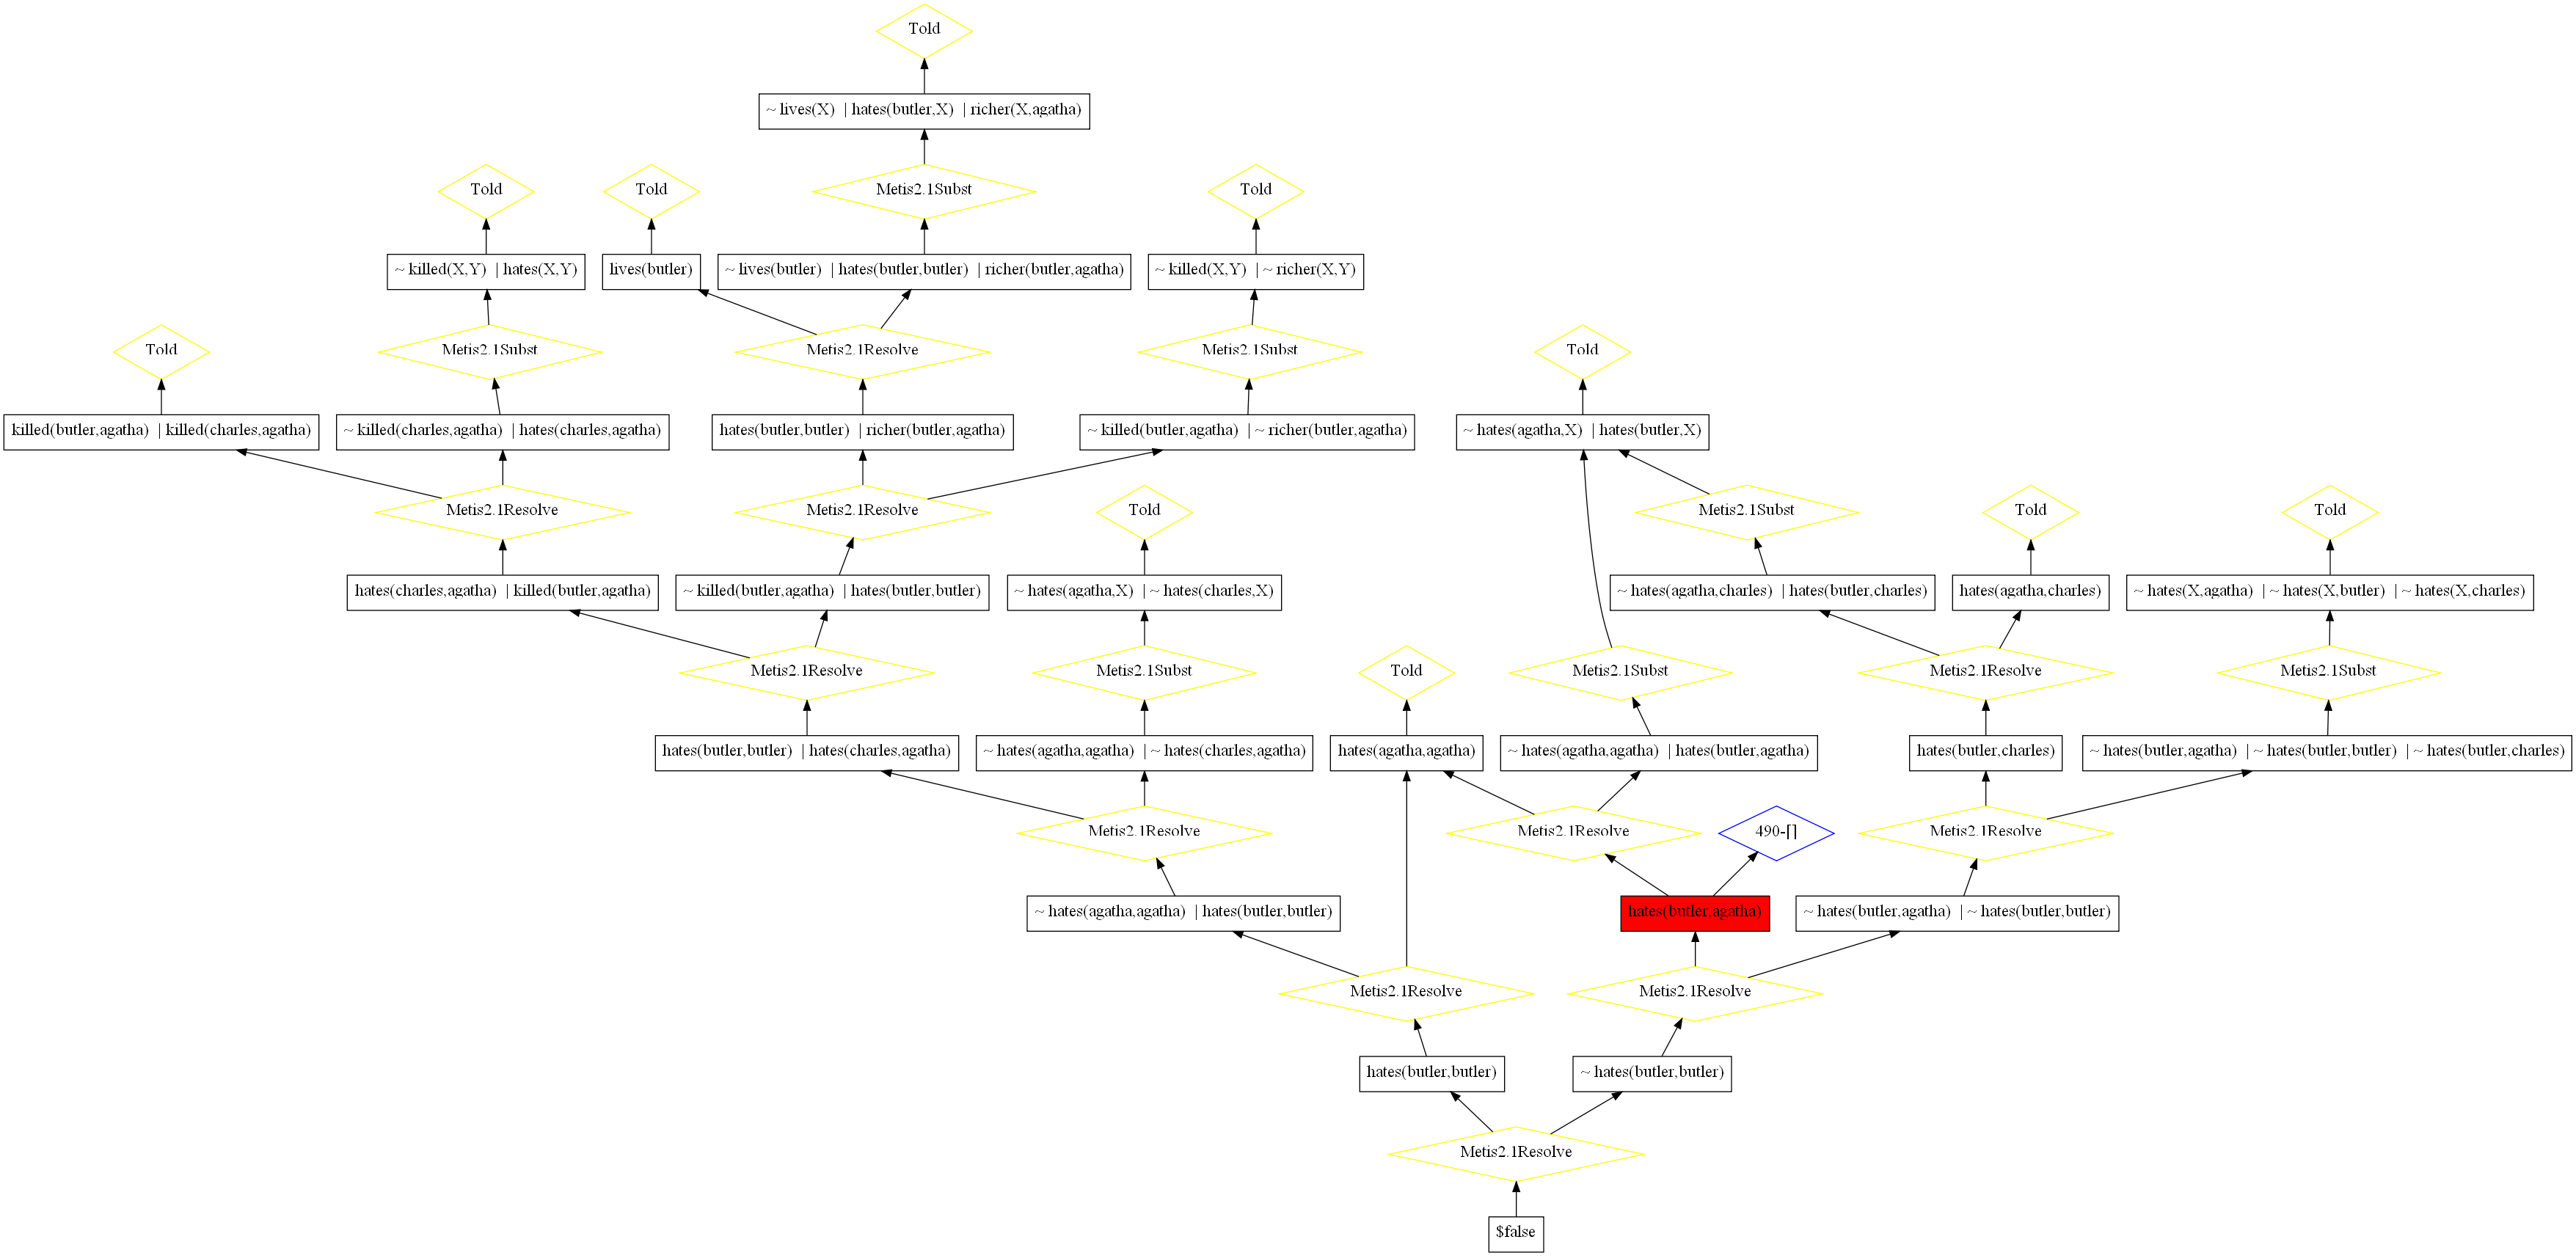 Told
~ lives(X) | hates(butler,X) | richer(X,agatha)
Told
Told
Metis2.1Subst
Told
~ killed(X,Y) | hates(X,Y)
lives(butler)
~ lives(butler) | hates(butler,butler) | richer(butler,agatha)
~ killed(X,Y) | ~ richer(X,Y)
Told
Metis2.1Subst
Metis2.1Resolve
Metis2.1Subst
Told
killed(butler,agatha) | killed(charles,agatha)
~ killed(charles,agatha) | hates(charles,agatha)
hates(butler,butler) | richer(butler,agatha)
~ killed(butler,agatha) | ~ richer(butler,agatha)
~ hates(agatha,X) | hates(butler,X)
Metis2.1Resolve
Metis2.1Resolve
Told
Metis2.1Subst
Told
Told
hates(charles,agatha) | killed(butler,agatha)
~ killed(butler,agatha) | hates(butler,butler)
~ hates(agatha,X) | ~ hates(charles,X)
~ hates(agatha,charles) | hates(butler,charles)
hates(agatha,charles)
~ hates(X,agatha) | ~ hates(X,butler) | ~ hates(X,charles)
Metis2.1Resolve
Metis2.1Subst
Told
Metis2.1Subst
Metis2.1Resolve
Metis2.1Subst
hates(butler,butler) | hates(charles,agatha)
~ hates(agatha,agatha) | ~ hates(charles,agatha)
hates(agatha,agatha)
~ hates(agatha,agatha) | hates(butler,agatha)
hates(butler,charles)
~ hates(butler,agatha) | ~ hates(butler,butler) | ~ hates(butler,charles)
Metis2.1Resolve
Metis2.1Resolve
490-[]
Metis2.1Resolve
~ hates(agatha,agatha) | hates(butler,butler)
hates(butler,agatha)
~ hates(butler,agatha) | ~ hates(butler,butler)
Metis2.1Resolve
Metis2.1Resolve
hates(butler,butler)
~ hates(butler,butler)
Metis2.1Resolve
$false